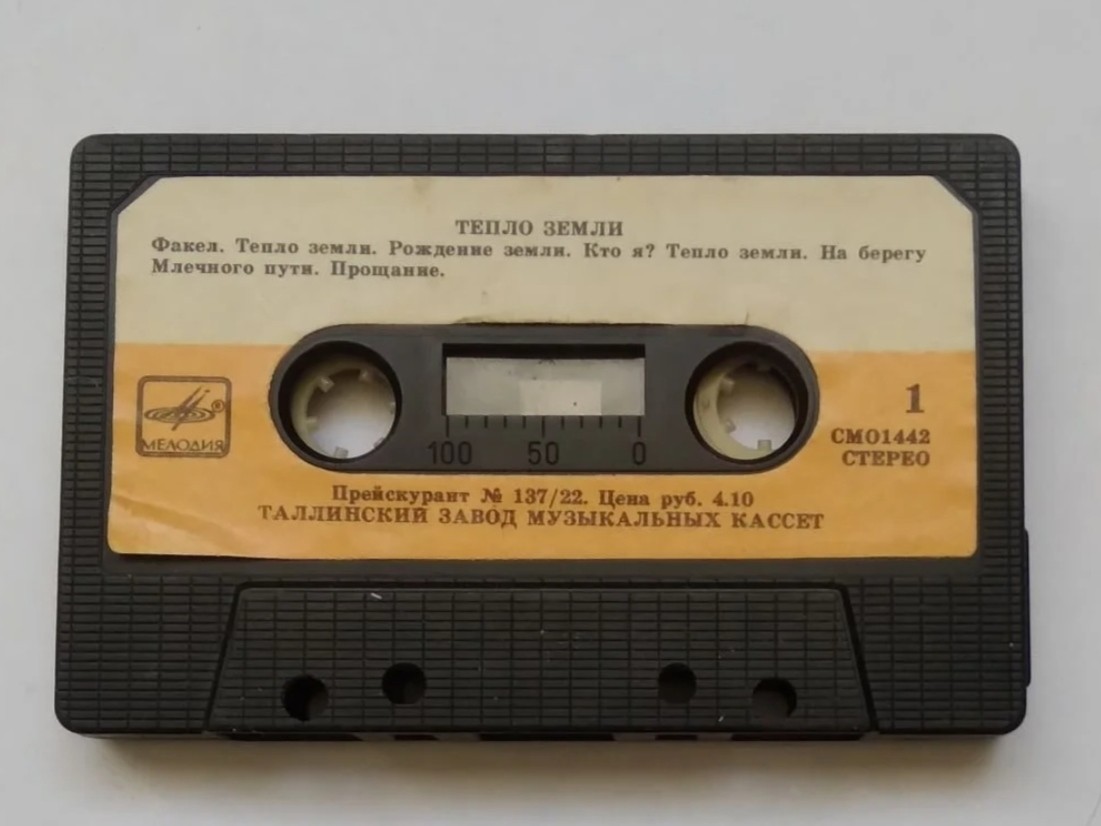 ТЕПЛО ЗЕМЛИ
Факел. Тепло земли. Рождение земли. Кто я? Тепло земли. На берегу
Млечного пути. Прощание.
МЕЛОДИЯ
®
1
СМ01442
СТЕРЕО
100 50 0
Прейскурант № 137/22. Цена руб. 4.10
ТАЛЛИНСКИЙ ЗАВОД МУЗЫКАЛЬНЫХ КАССЕТ